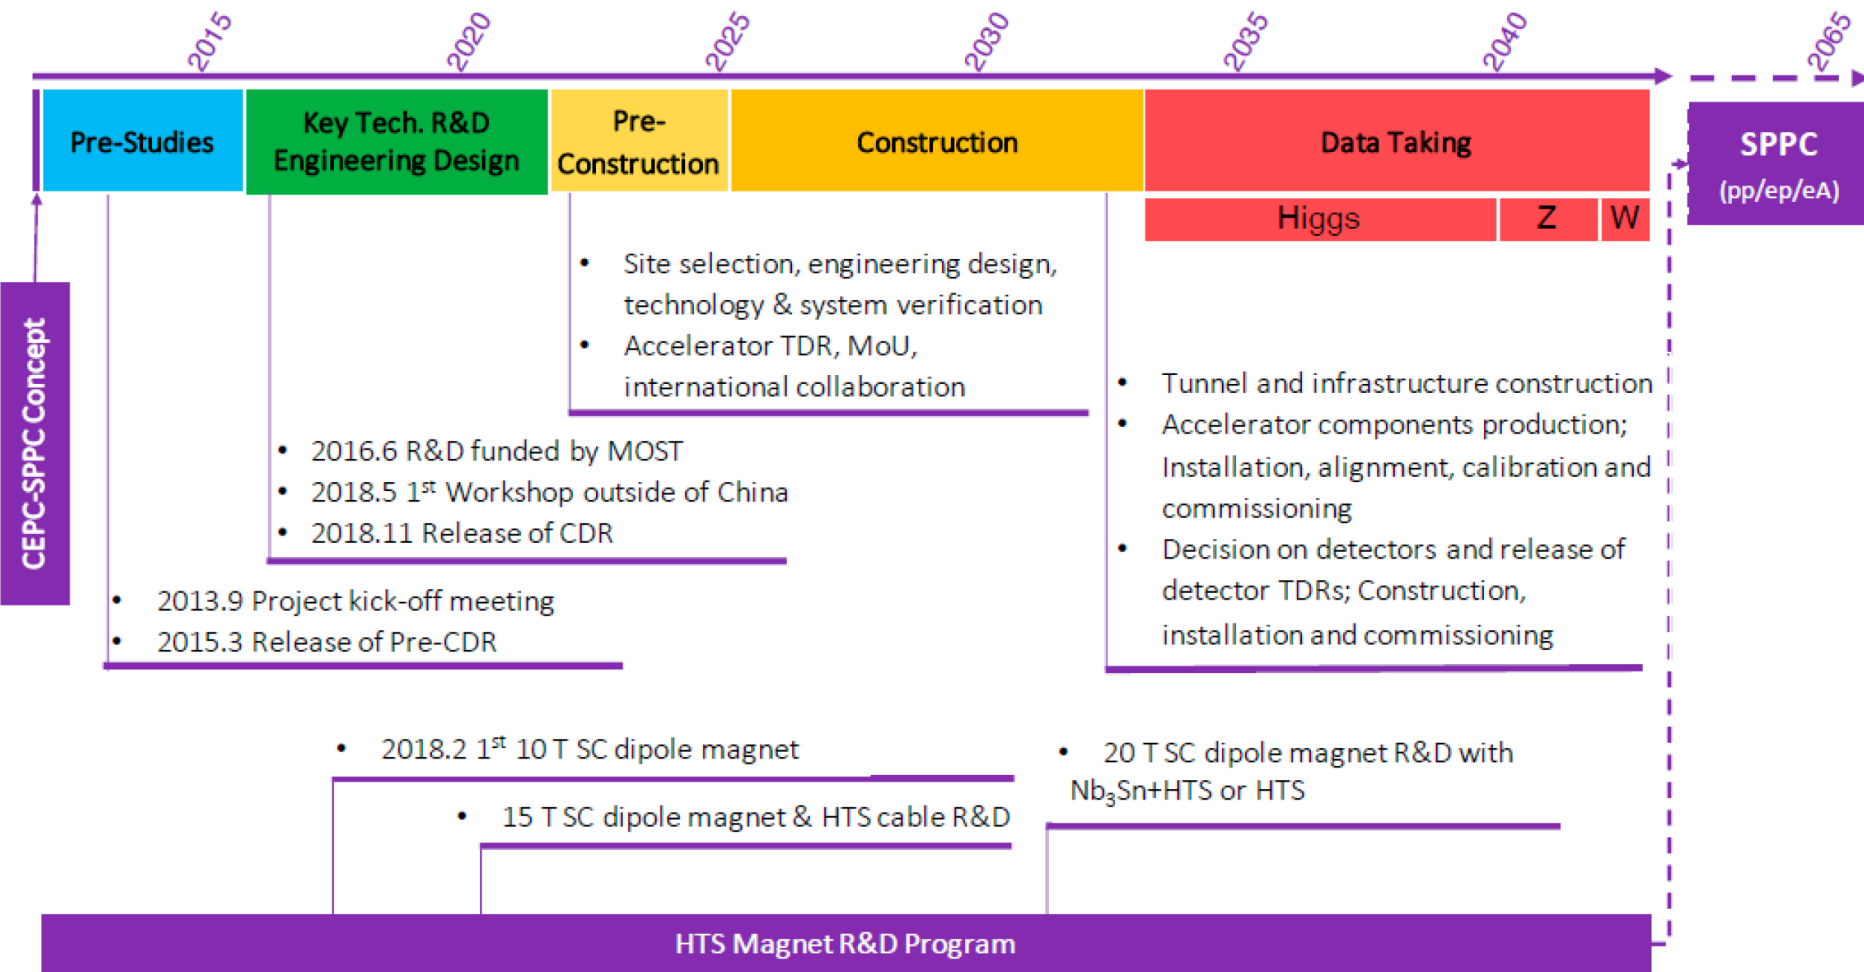 2015
2020
2025
2030
2035
2040
2065
Pre-Studies
Key Tech. R&D
Engineering Design
Pre-
Construction
Construction
Data Taking
SPPC
(pp/ep/eA)
Higgs
Z
W
CEPC-SPPC Concept
• Site selection, engineering design,
technology & system verification
• Accelerator TDR, MoU,
international collaboration
• Tunnel and infrastructure construction
• Accelerator components production;
Installation, alignment, calibration and
commissioning
• Decision on detectors and release of
detector TDRs; Construction,
installation and commissioning
• 2016.6 R&D funded by MOST
• 2018.5 1st Workshop outside of China
• 2018.11 Release of CDR
• 2013.9 Project kick-off meeting
• 2015.3 Release of Pre-CDR
• 2018.2 1st 10 T SC dipole magnet
• 15 T SC dipole magnet & HTS cable R&D
• 20 T SC dipole magnet R&D with
Nb3Sn+HTS or HTS
HTS Magnet R&D Program